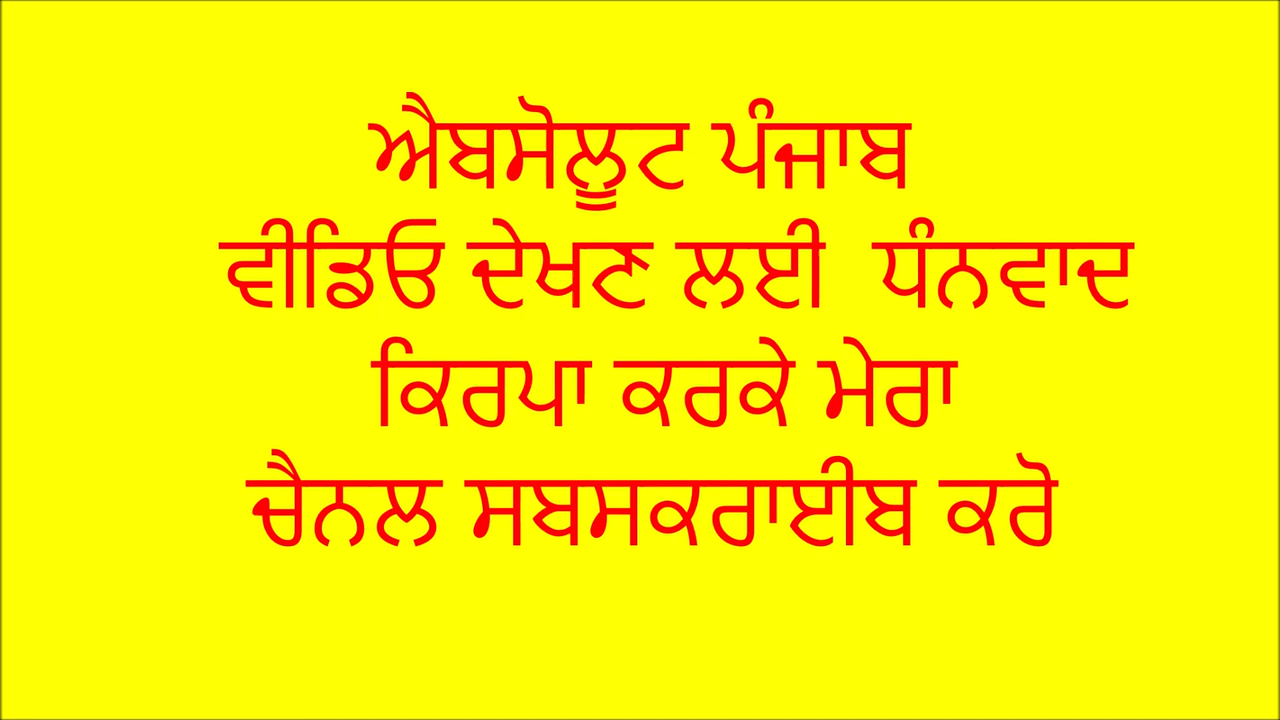 ਐਬਸੋਲੂਟ ਪੰਜਾਬ
ਵੀਡਿਓ ਦੇਖਣ ਲਈ ਧੰਨਵਾਦ
ਕਿਰਪਾ ਕਰਕੇ ਮੇਰਾ
ਚੈਨਲ ਸਬਸਕਰਾਈਬ ਕਰੋ